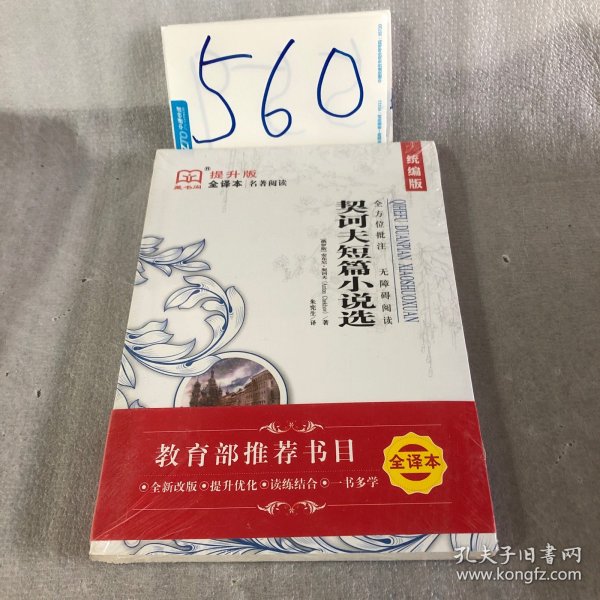 560
提升版
全译本 名著阅读
统编版
QIHEFU DUANPIAN XIAOSHUOXUAN
全方位批注 无障碍阅读
契诃夫短篇小说选
朱宪生/译
教育部推荐书目
全译本
●全新改版●提升优化●读练结合●一书多学
孔夫子旧书网
www.kongfz.com